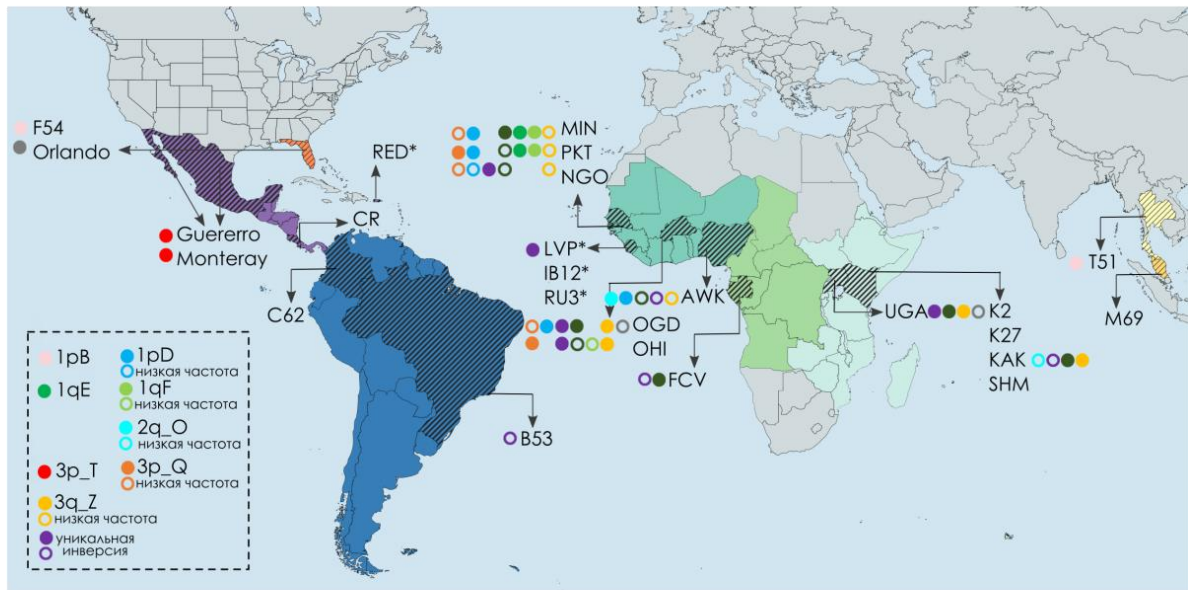 F54
Orlando
RED*
MIN
PKT
NGO
CR
Guererro
Monteray
LVP*
IB12*
RU3*
AWK
T51
C62
UGA
K2
M69
OGD
K27
OHI
KAK
FCV
SHM
B53
1pB
1pD
низкая частота
1qE
1qF
низкая частота
2q_O
низкая частота
3p_T
3p_Q
низкая частота
3q_Z
низкая частота
уникальная
инверсия